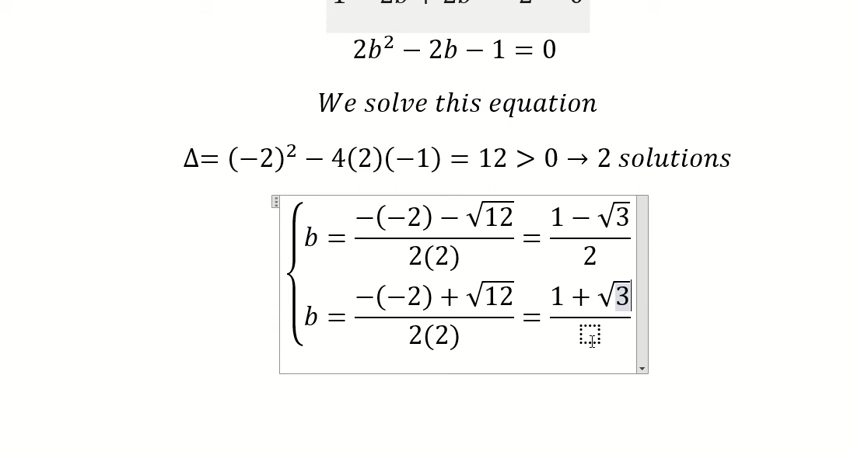 2b² − 2b − 1 = 0
We solve this equation
Δ= (−2)² − 4(2)(−1) = 12 > 0 → 2 solutions
b = (−(−2) − √12)/(2(2)) = (1 − √3)/2
b = (−(−2) + √12)/(2(2)) = (1 + √3)/